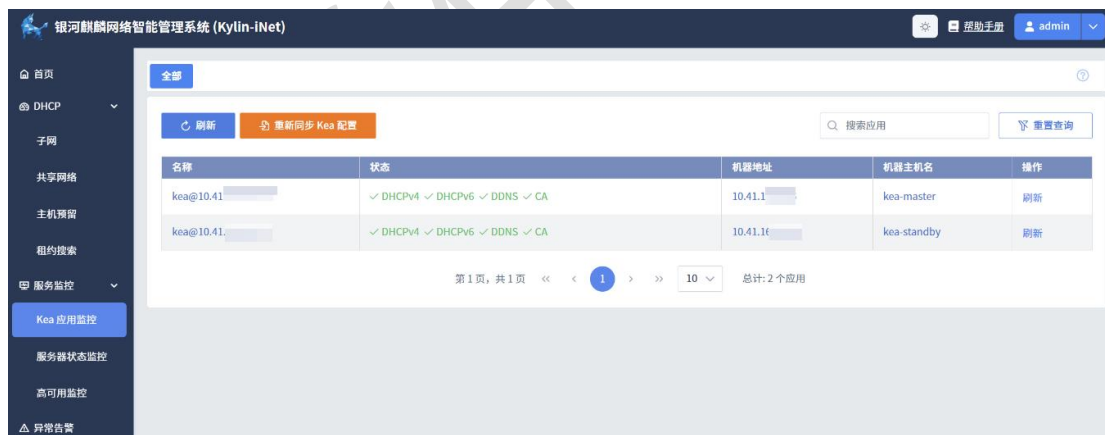 银河麒麟网络智能管理系统 (Kylin-iNet)
帮助手册
admin
首页
DHCP
子网
共享网络
主机预留
租约搜索
服务监控
Kea 应用监控
服务器状态监控
高可用监控
异常告警
全部
刷新 重新同步 Kea 配置 搜索应用 重置查询
名称 状态 机器地址 机器主机名 操作
kea@10.41 ✓ DHCPv4 ✓ DHCPv6 ✓ DDNS ✓ CA 10.41.1 kea-master 刷新
kea@10.41. ✓ DHCPv4 ✓ DHCPv6 ✓ DDNS ✓ CA 10.41.16 kea-standby 刷新
第 1 页，共 1 页 « ‹ 1 › » 10 总计: 2 个应用